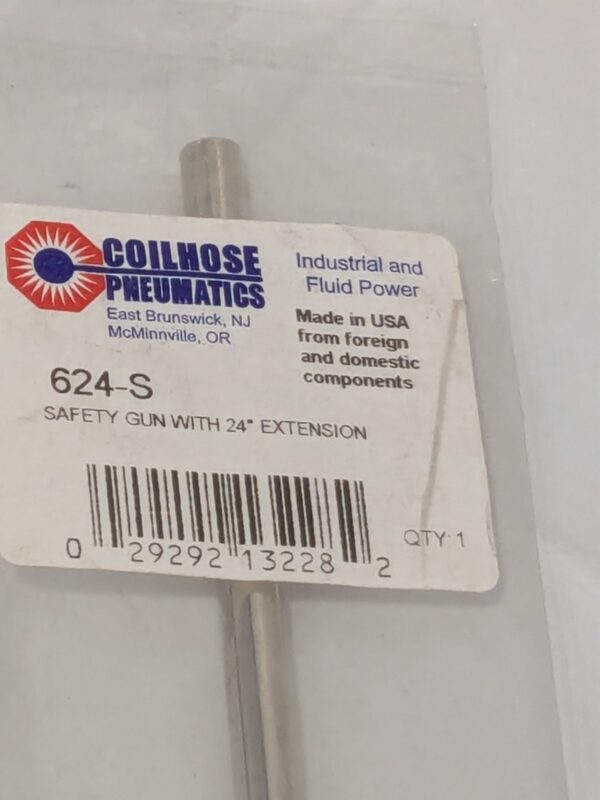 COILHOSE
PNEUMATICS
East Brunswick, NJ
McMinnville, OR
Industrial and
Fluid Power
Made in USA
from foreign
and domestic
components
624-S
SAFETY GUN WITH 24" EXTENSION
QTY: 1
0 29292 13228 2